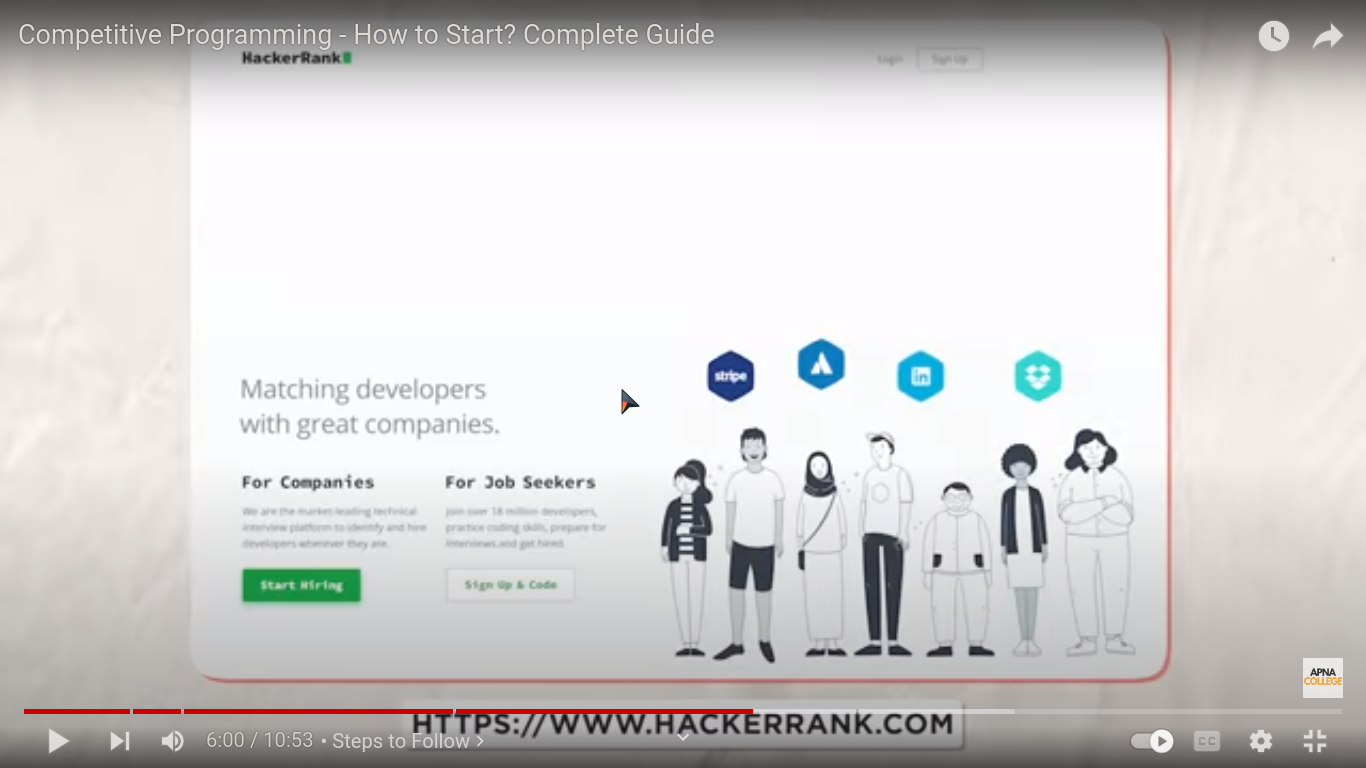 Competitive Programming - How to Start? Complete Guide
HackerRank
Login
Sign Up
stripe
in
Matching developers
with great companies.
For Companies
For Job Seekers
We are the market-leading technical
interview platform to identify and hire
developers wherever they are.
Join over 18 million developers,
practice coding skills, prepare for
interviews and get hired.
Start Hiring
Sign Up & Code
APNA
COLLEGE
HTTPS://WWW.HACKERRANK.COM
6:00 / 10:53 • Steps to Follow >
CC